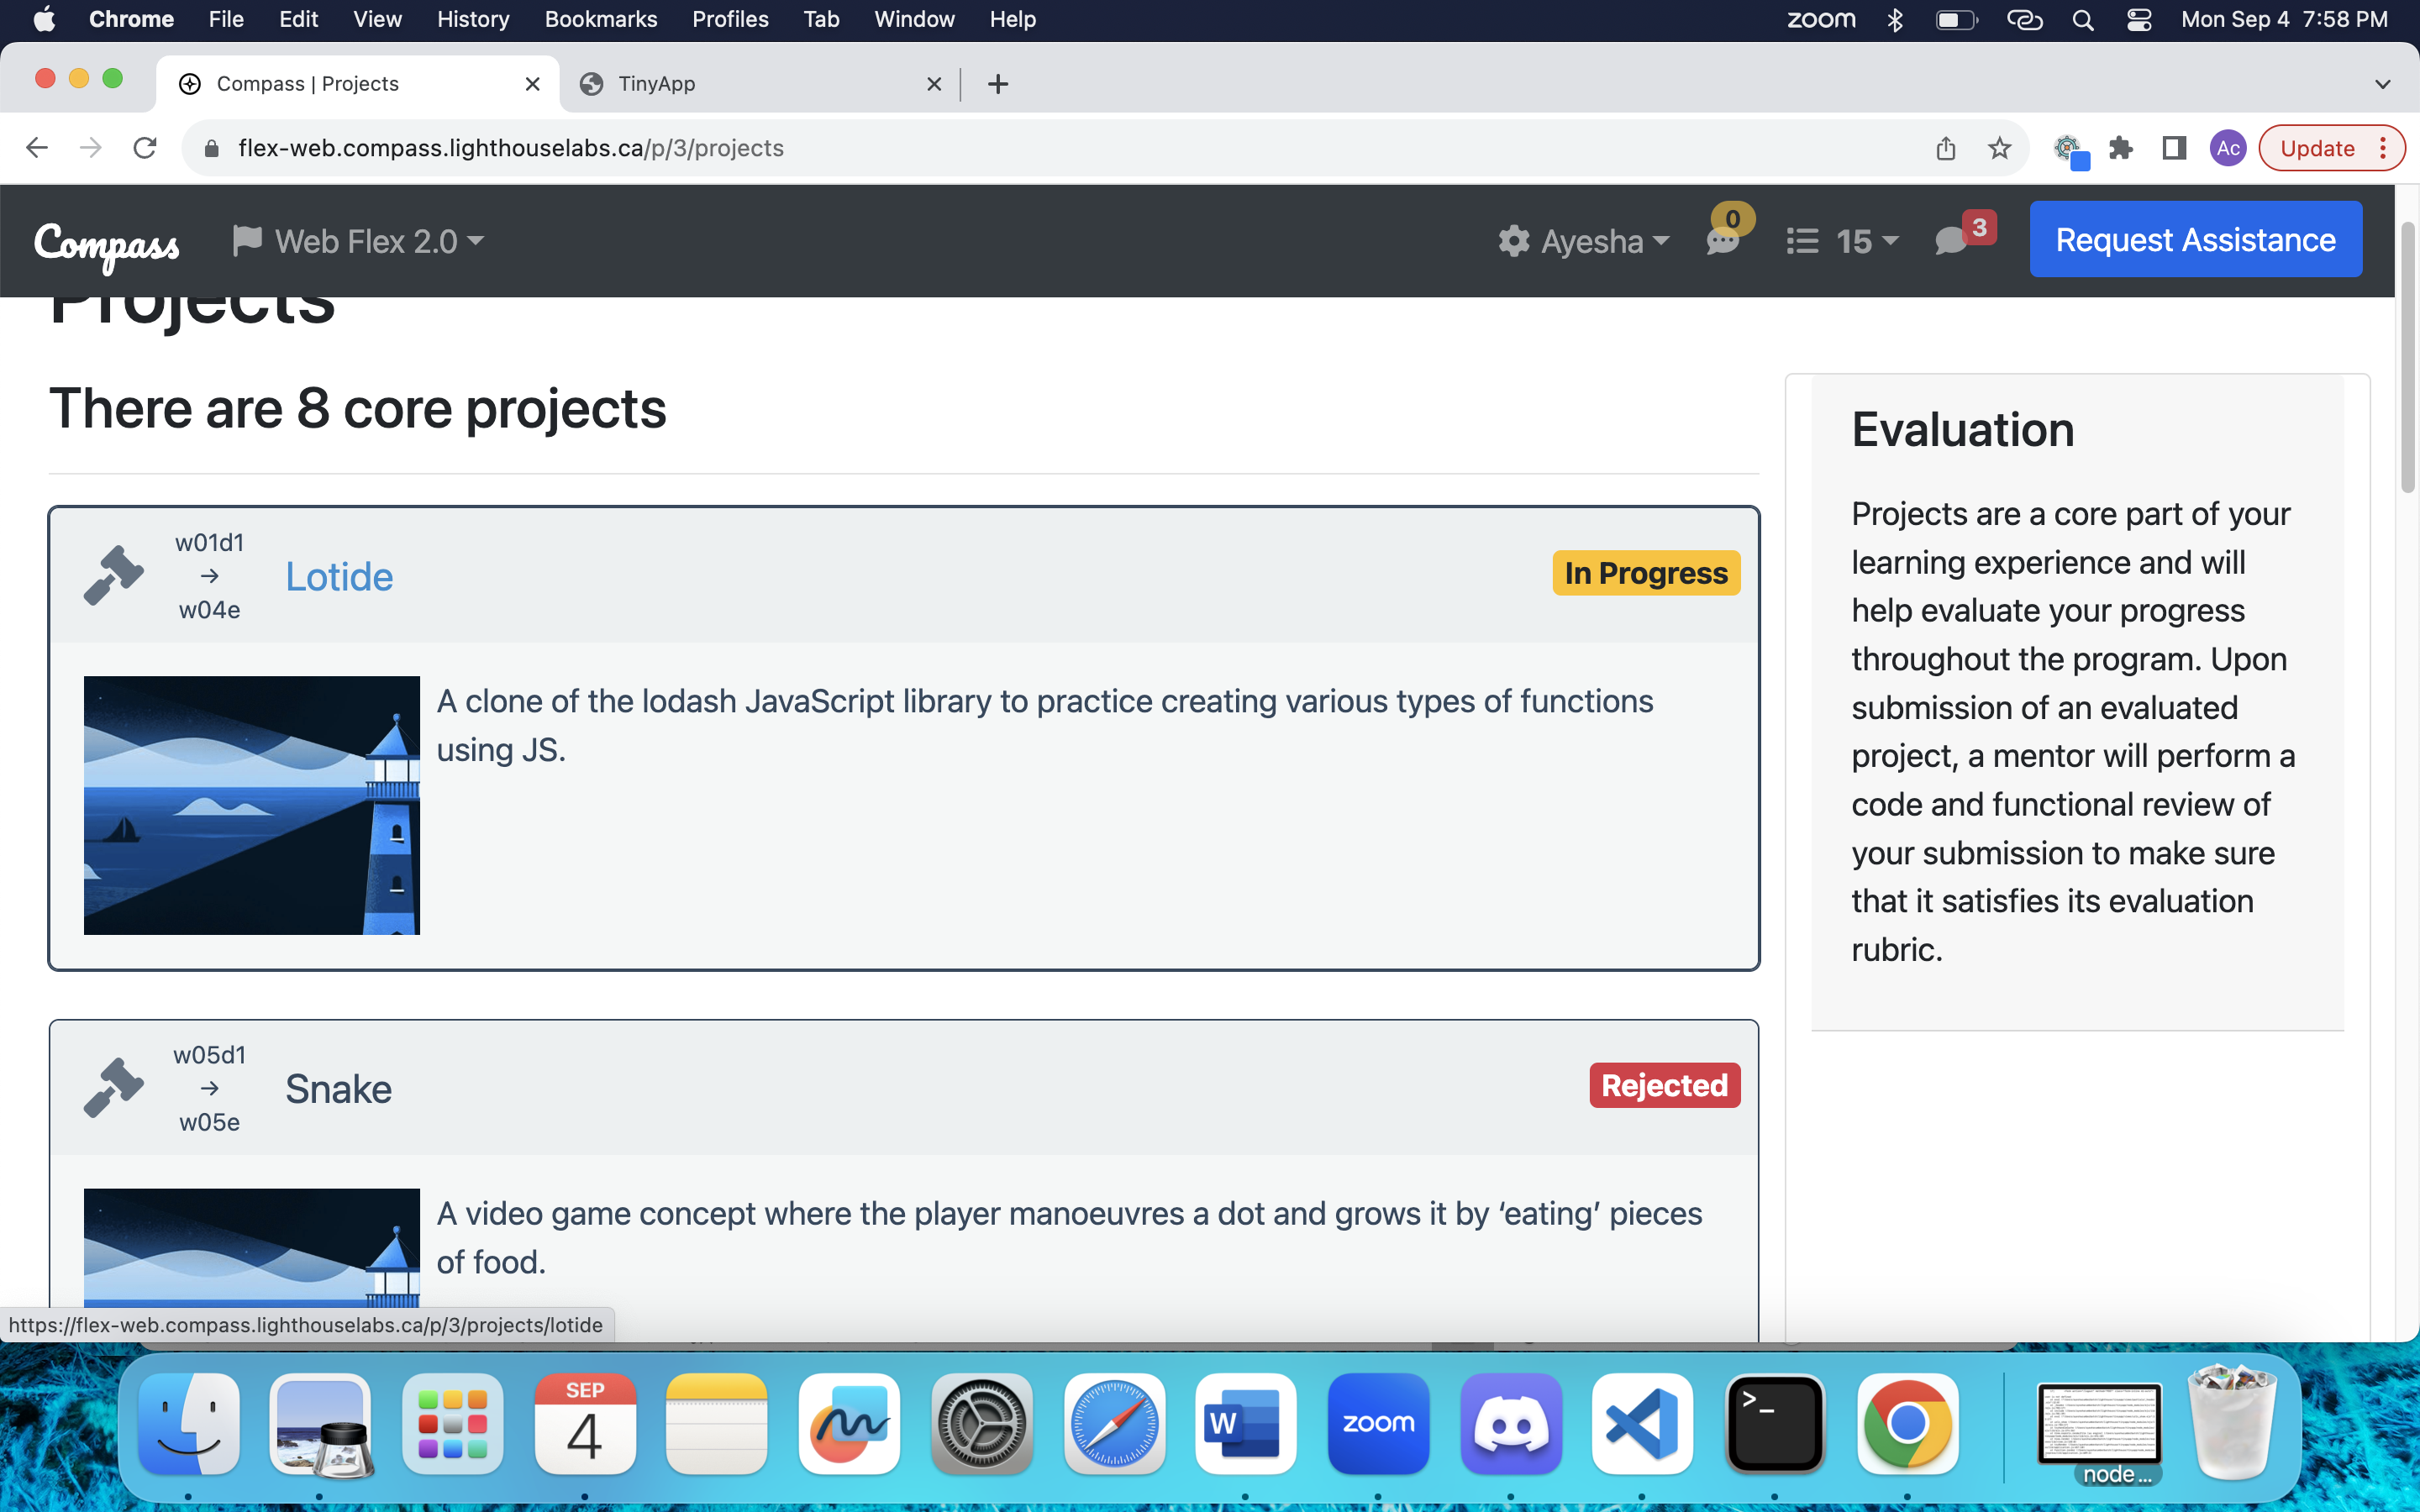 Chrome File Edit View History Bookmarks Profiles Tab Window Help zoom Mon Sep 4 7:58 PM
Compass | Projects TinyApp
flex-web.compass.lighthouselabs.ca/p/3/projects Ac Update
Compass Web Flex 2.0 Ayesha 0 15 3 Request Assistance
Projects
There are 8 core projects
w01d1
→
w04e
Lotide
In Progress
A clone of the lodash JavaScript library to practice creating various types of functions
using JS.
w05d1
→
w05e
Snake
Rejected
A video game concept where the player manoeuvres a dot and grows it by ‘eating’ pieces
of food.
Evaluation
Projects are a core part of your
learning experience and will
help evaluate your progress
throughout the program. Upon
submission of an evaluated
project, a mentor will perform a
code and functional review of
your submission to make sure
that it satisfies its evaluation
rubric.
https://flex-web.compass.lighthouselabs.ca/p/3/projects/lotide
SEP
4
W
zoom
>_
node ...